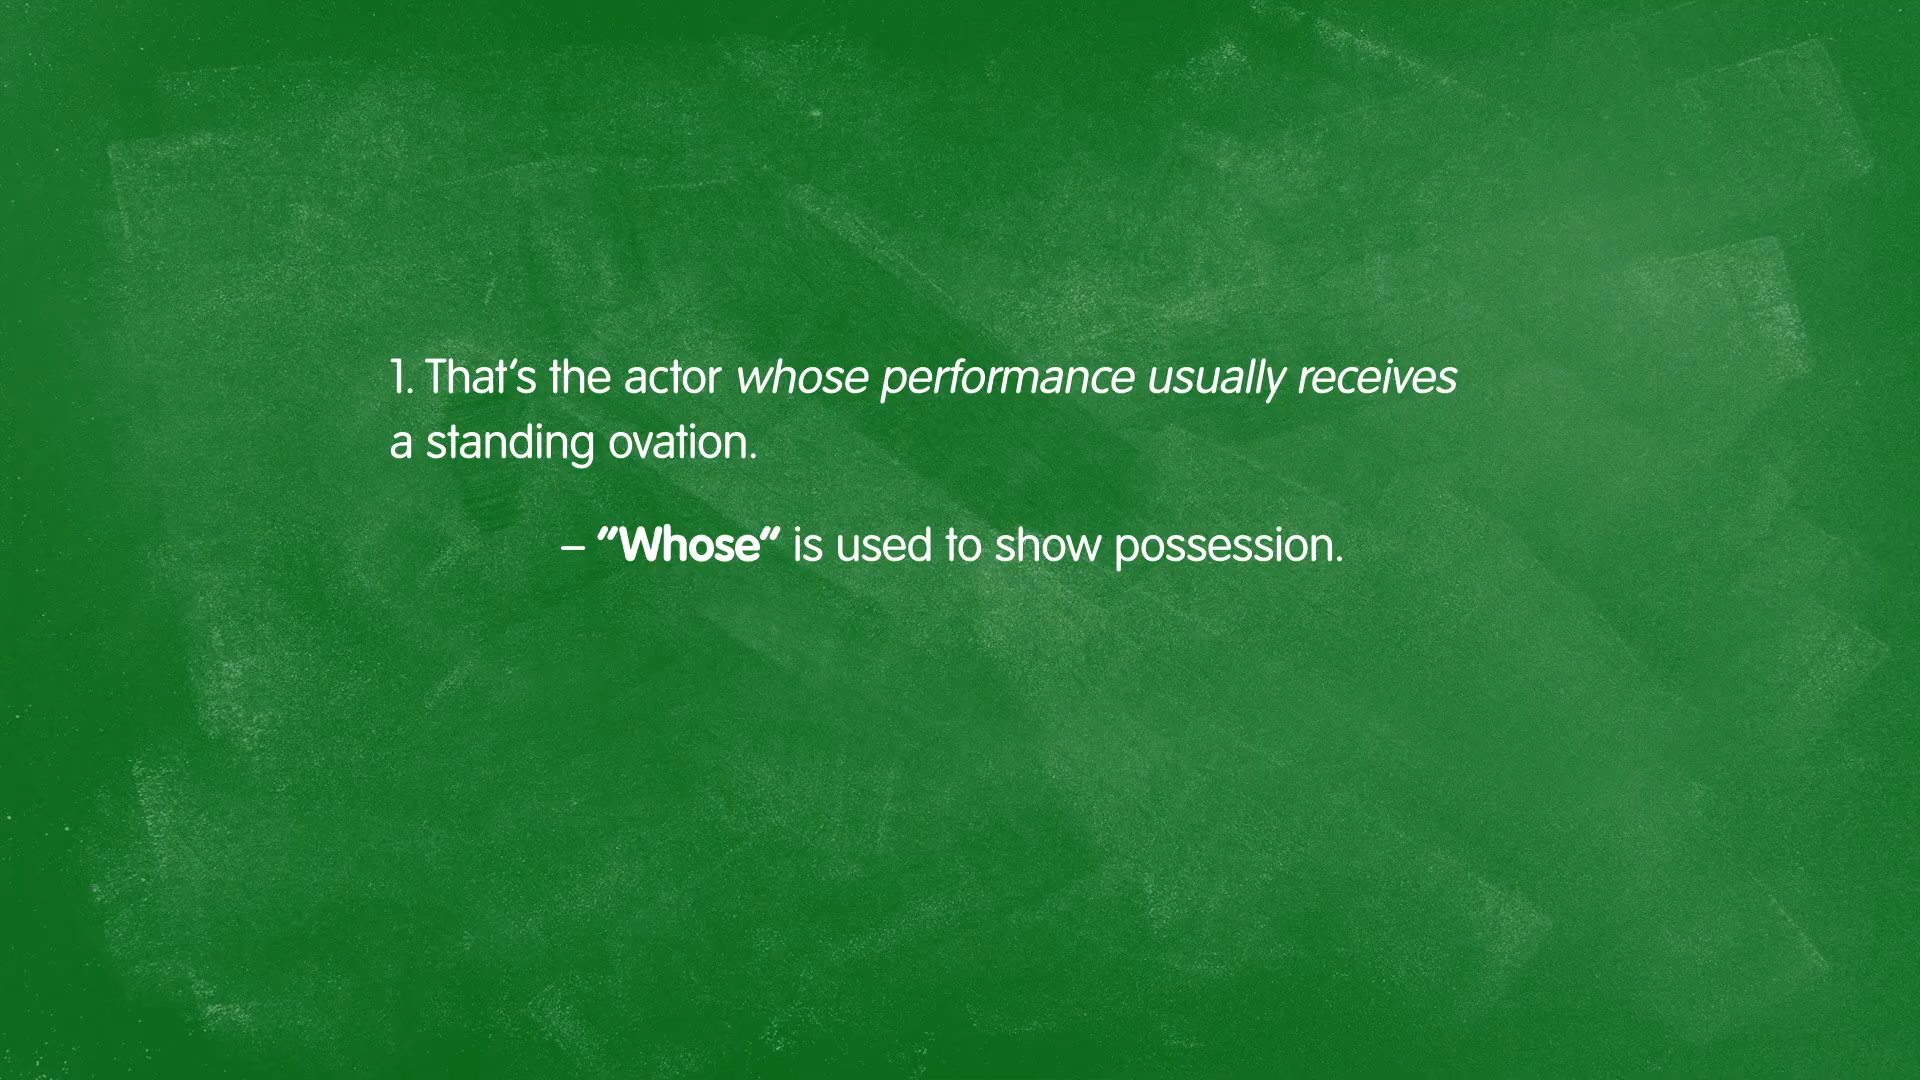 1. That's the actor whose performance usually receives
a standing ovation.
– "Whose" is used to show possession.